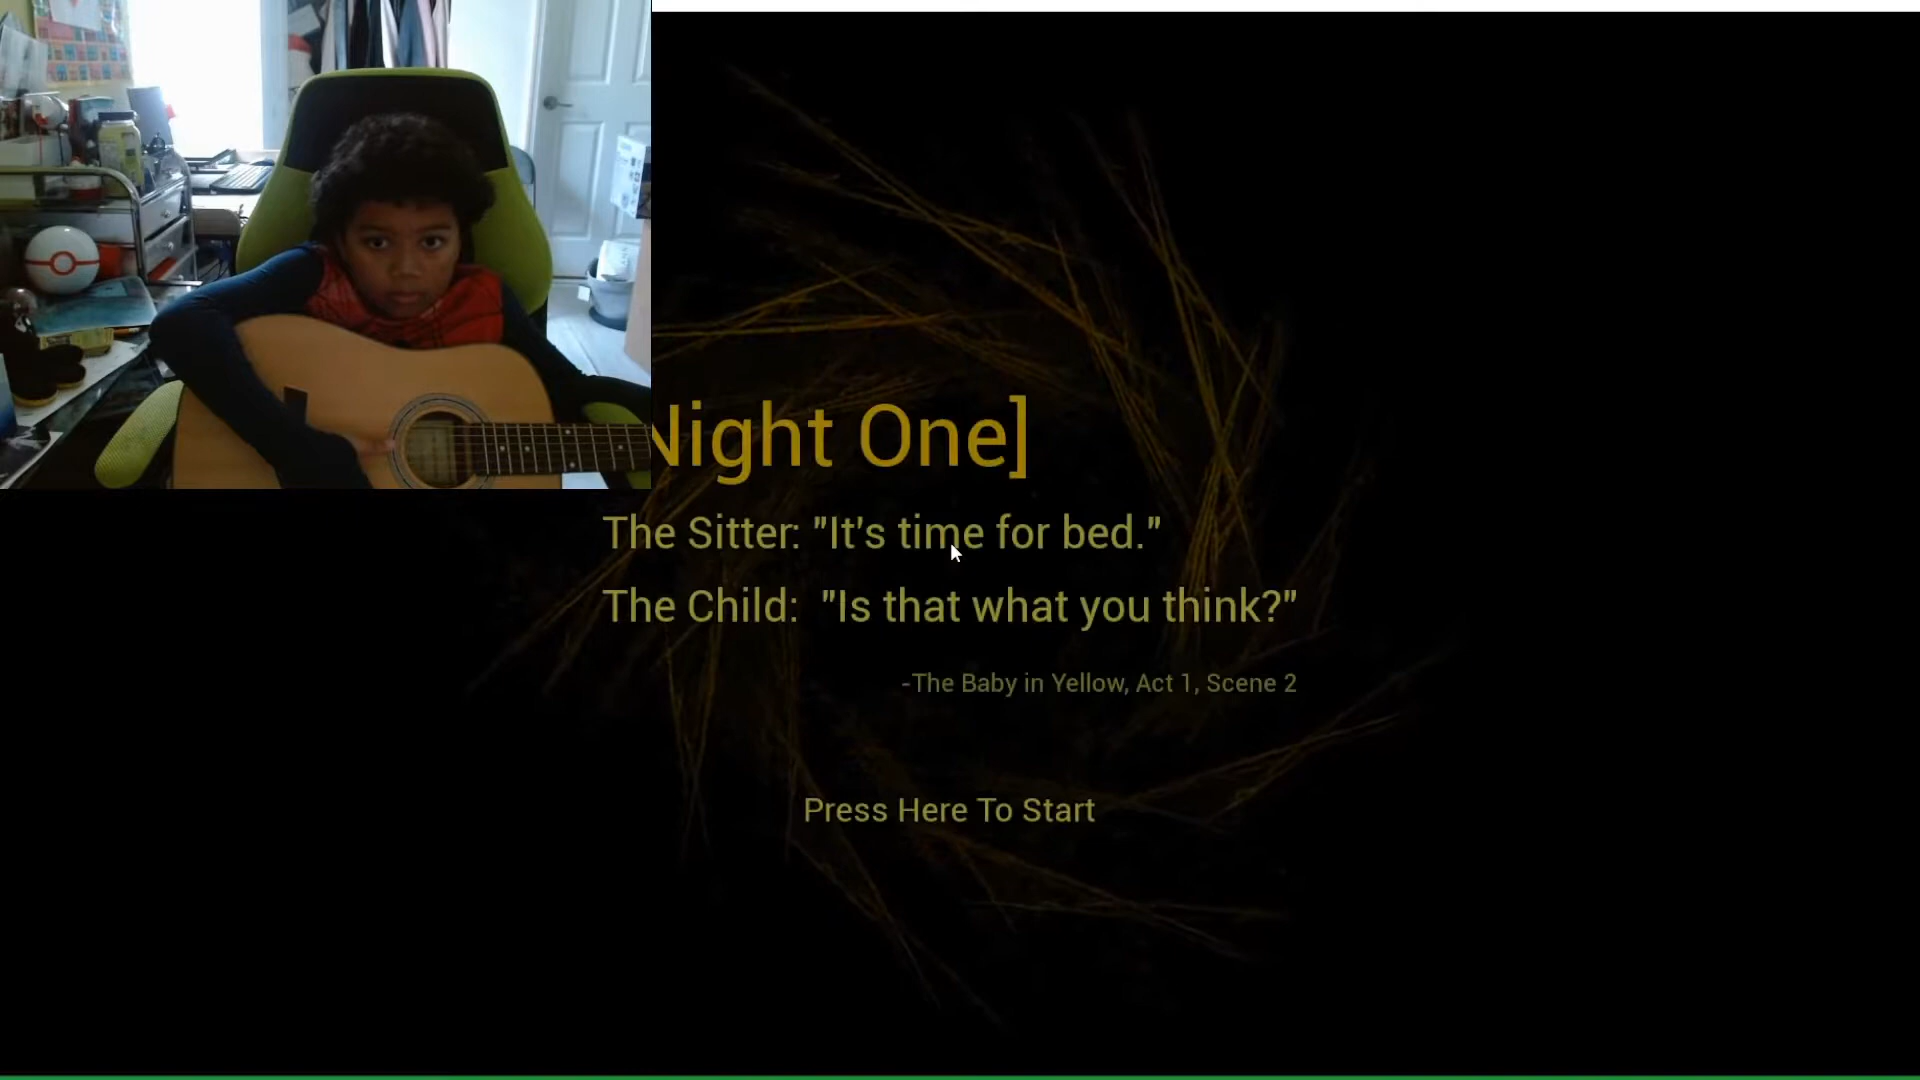 Night One]
The Sitter: "It's time for bed."
The Child: "Is that what you think?"
-The Baby in Yellow, Act 1, Scene 2
Press Here To Start